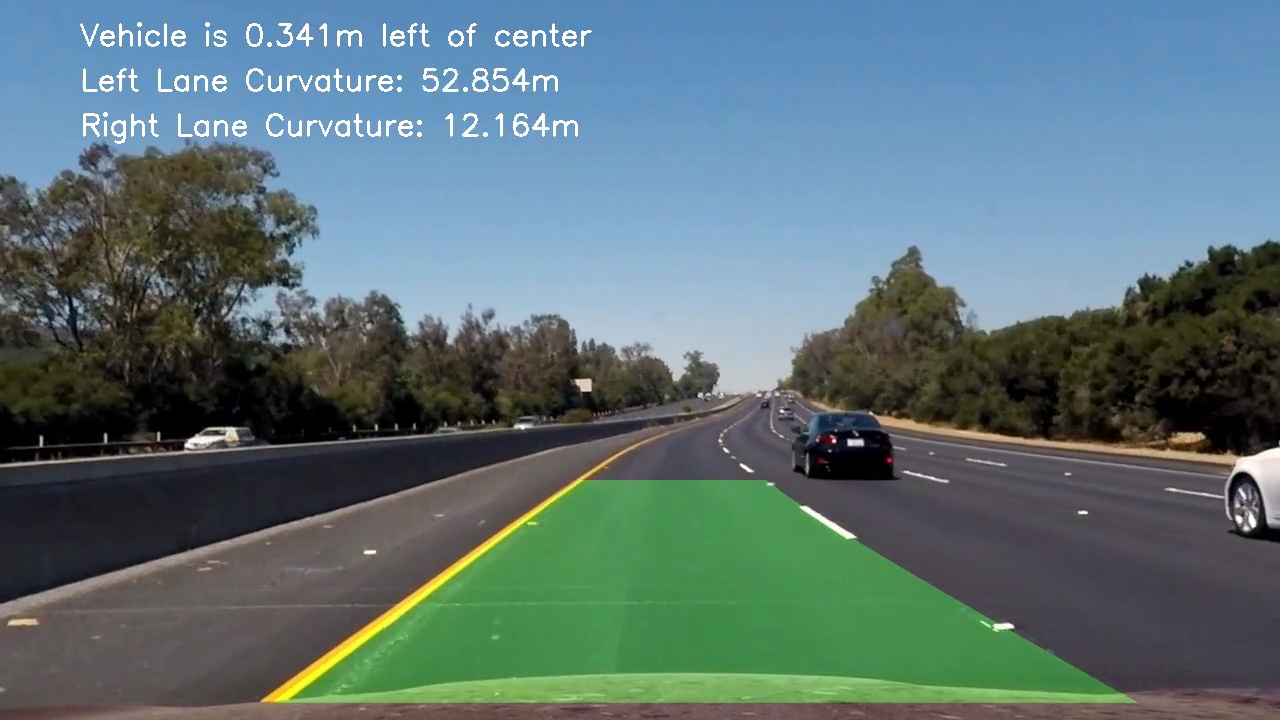 Vehicle is 0.341m left of center
Left Lane Curvature: 52.854m
Right Lane Curvature: 12.164m